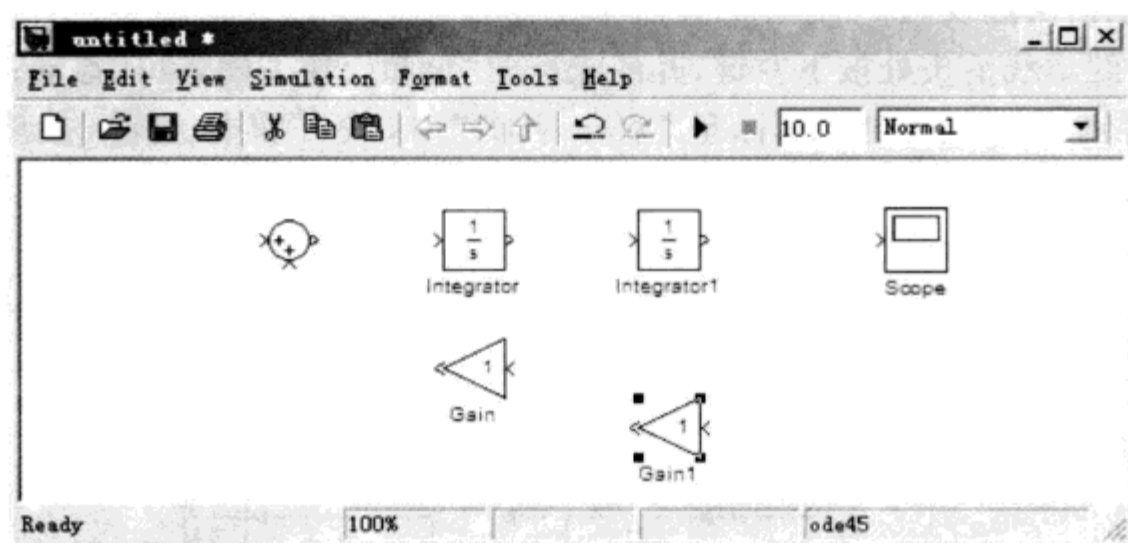 untitled *
File Edit View Simulation Format Tools Help
10.0 Normal
1
s
Integrator
1
s
Integrator1
Scope
1
Gain
1
Gain1
Ready 100% ode45